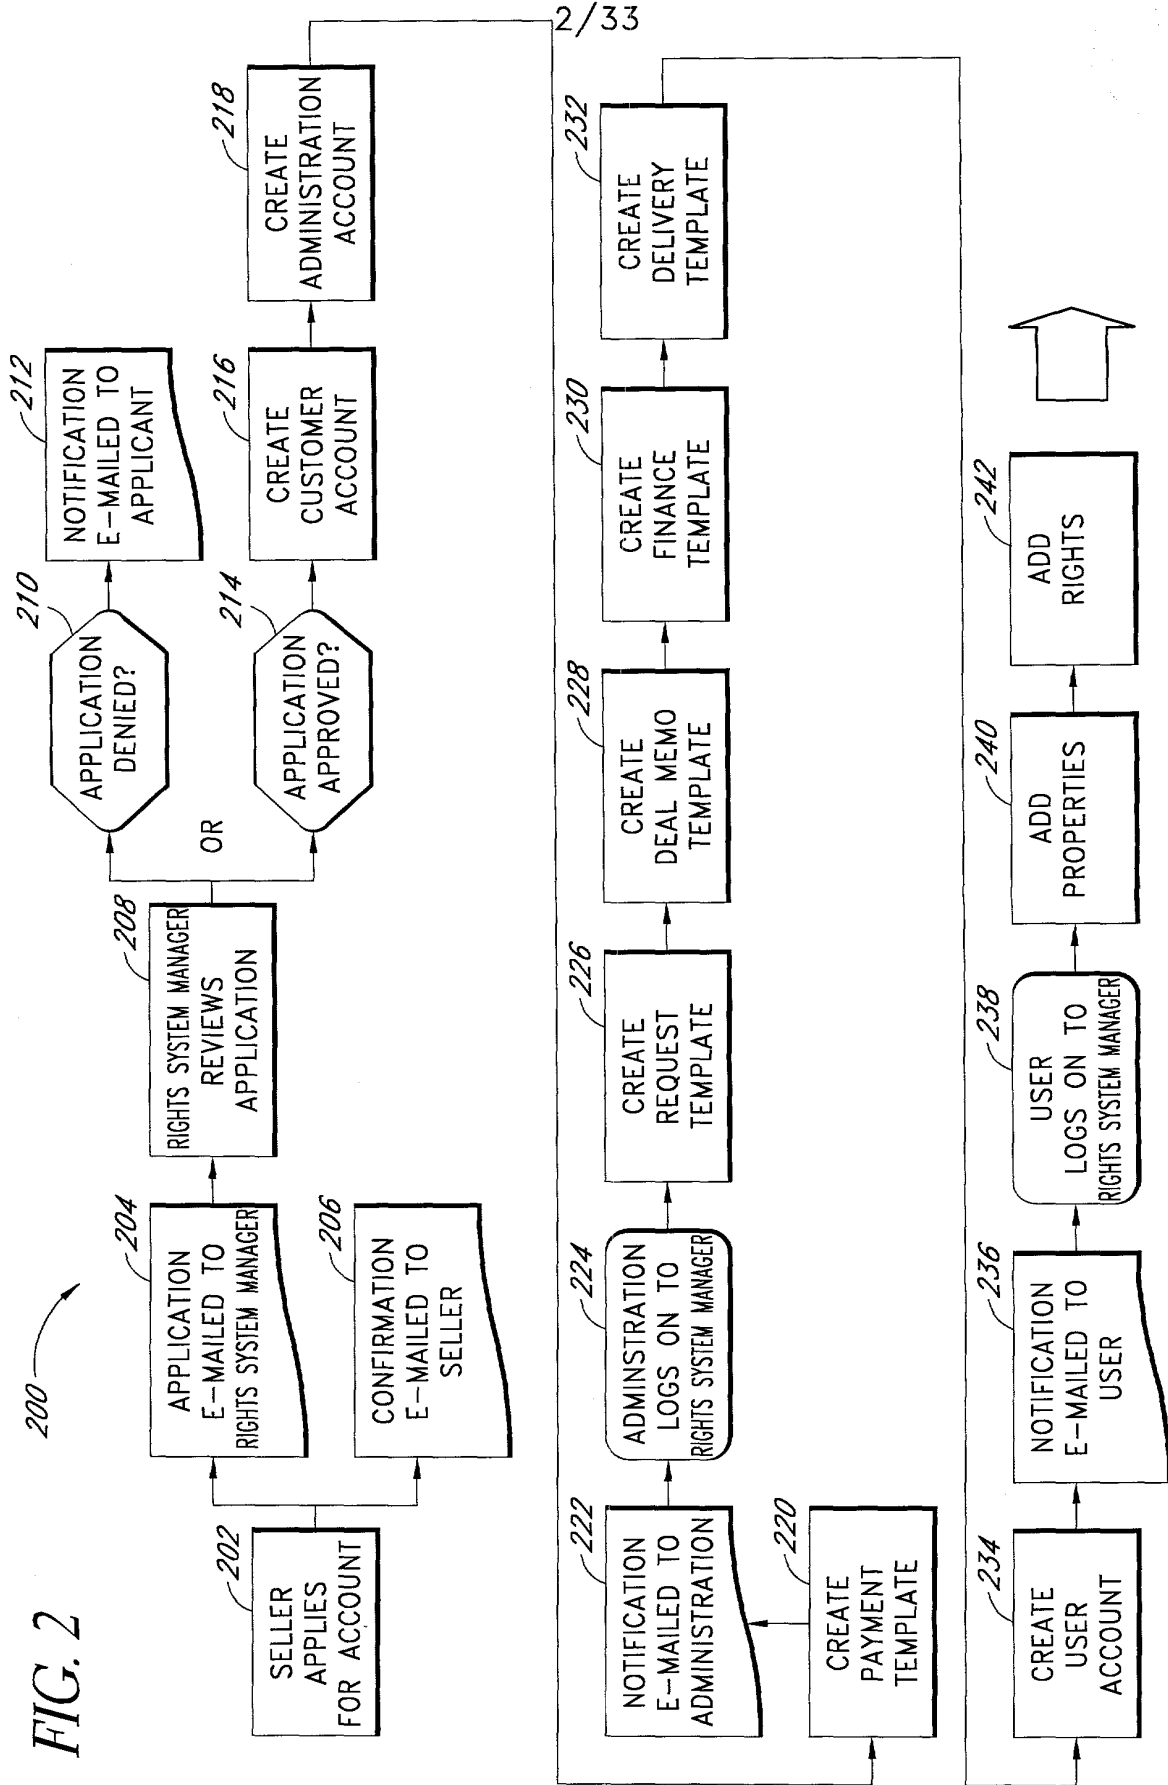 2/33
FIG. 2
200
202
SELLER
APPLIES
FOR ACCOUNT
204
APPLICATION
E-MAILED TO
RIGHTS SYSTEM MANAGER
206
CONFIRMATION
E-MAILED TO
SELLER
208
RIGHTS SYSTEM MANAGER
REVIEWS
APPLICATION
OR
210
APPLICATION
DENIED?
212
NOTIFICATION
E-MAILED TO
APPLICANT
214
APPLICATION
APPROVED?
216
CREATE
CUSTOMER
ACCOUNT
218
CREATE
ADMINISTRATION
ACCOUNT
220
CREATE
PAYMENT
TEMPLATE
222
NOTIFICATION
E-MAILED TO
ADMINISTRATION
224
ADMINSTRATION
LOGS ON TO
RIGHTS SYSTEM MANAGER
226
CREATE
REQUEST
TEMPLATE
228
CREATE
DEAL MEMO
TEMPLATE
230
CREATE
FINANCE
TEMPLATE
232
CREATE
DELIVERY
TEMPLATE
234
CREATE
USER
ACCOUNT
236
NOTIFICATION
E-MAILED TO
USER
238
USER
LOGS ON TO
RIGHTS SYSTEM MANAGER
240
ADD
PROPERTIES
242
ADD
RIGHTS